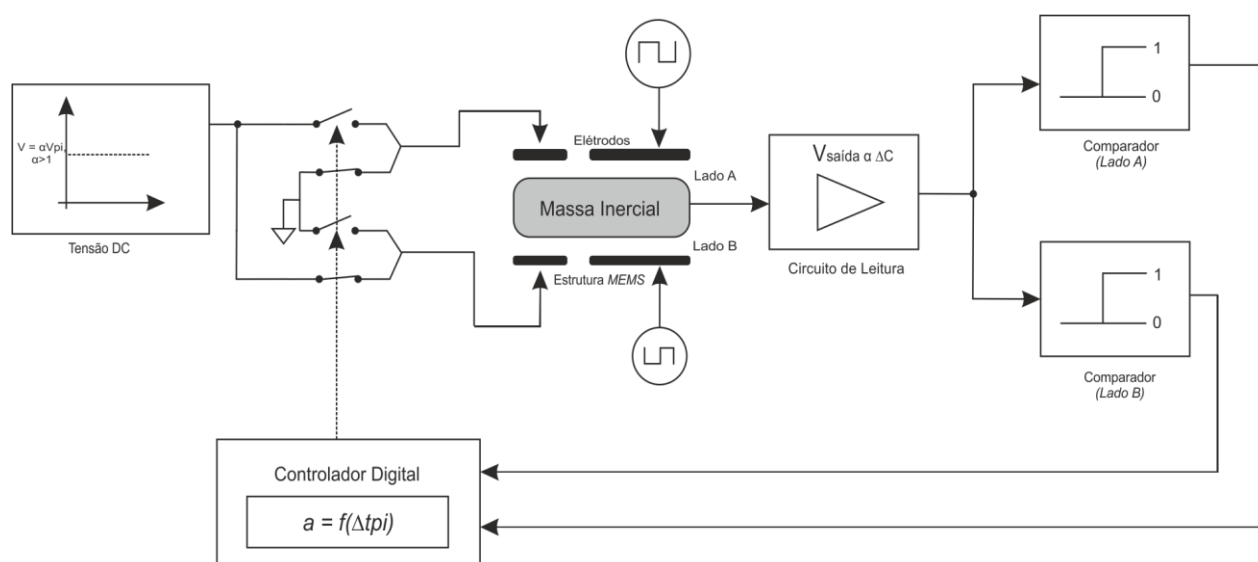 V = αVpi,
α>1
Tensão DC
Elétrodos
Lado A
Massa Inercial
Lado B
Estrutura MEMS
Vsaída α ΔC
Circuito de Leitura
1
0
Comparador
(Lado A)
1
0
Comparador
(Lado B)
Controlador Digital
a = f(Δtpi)